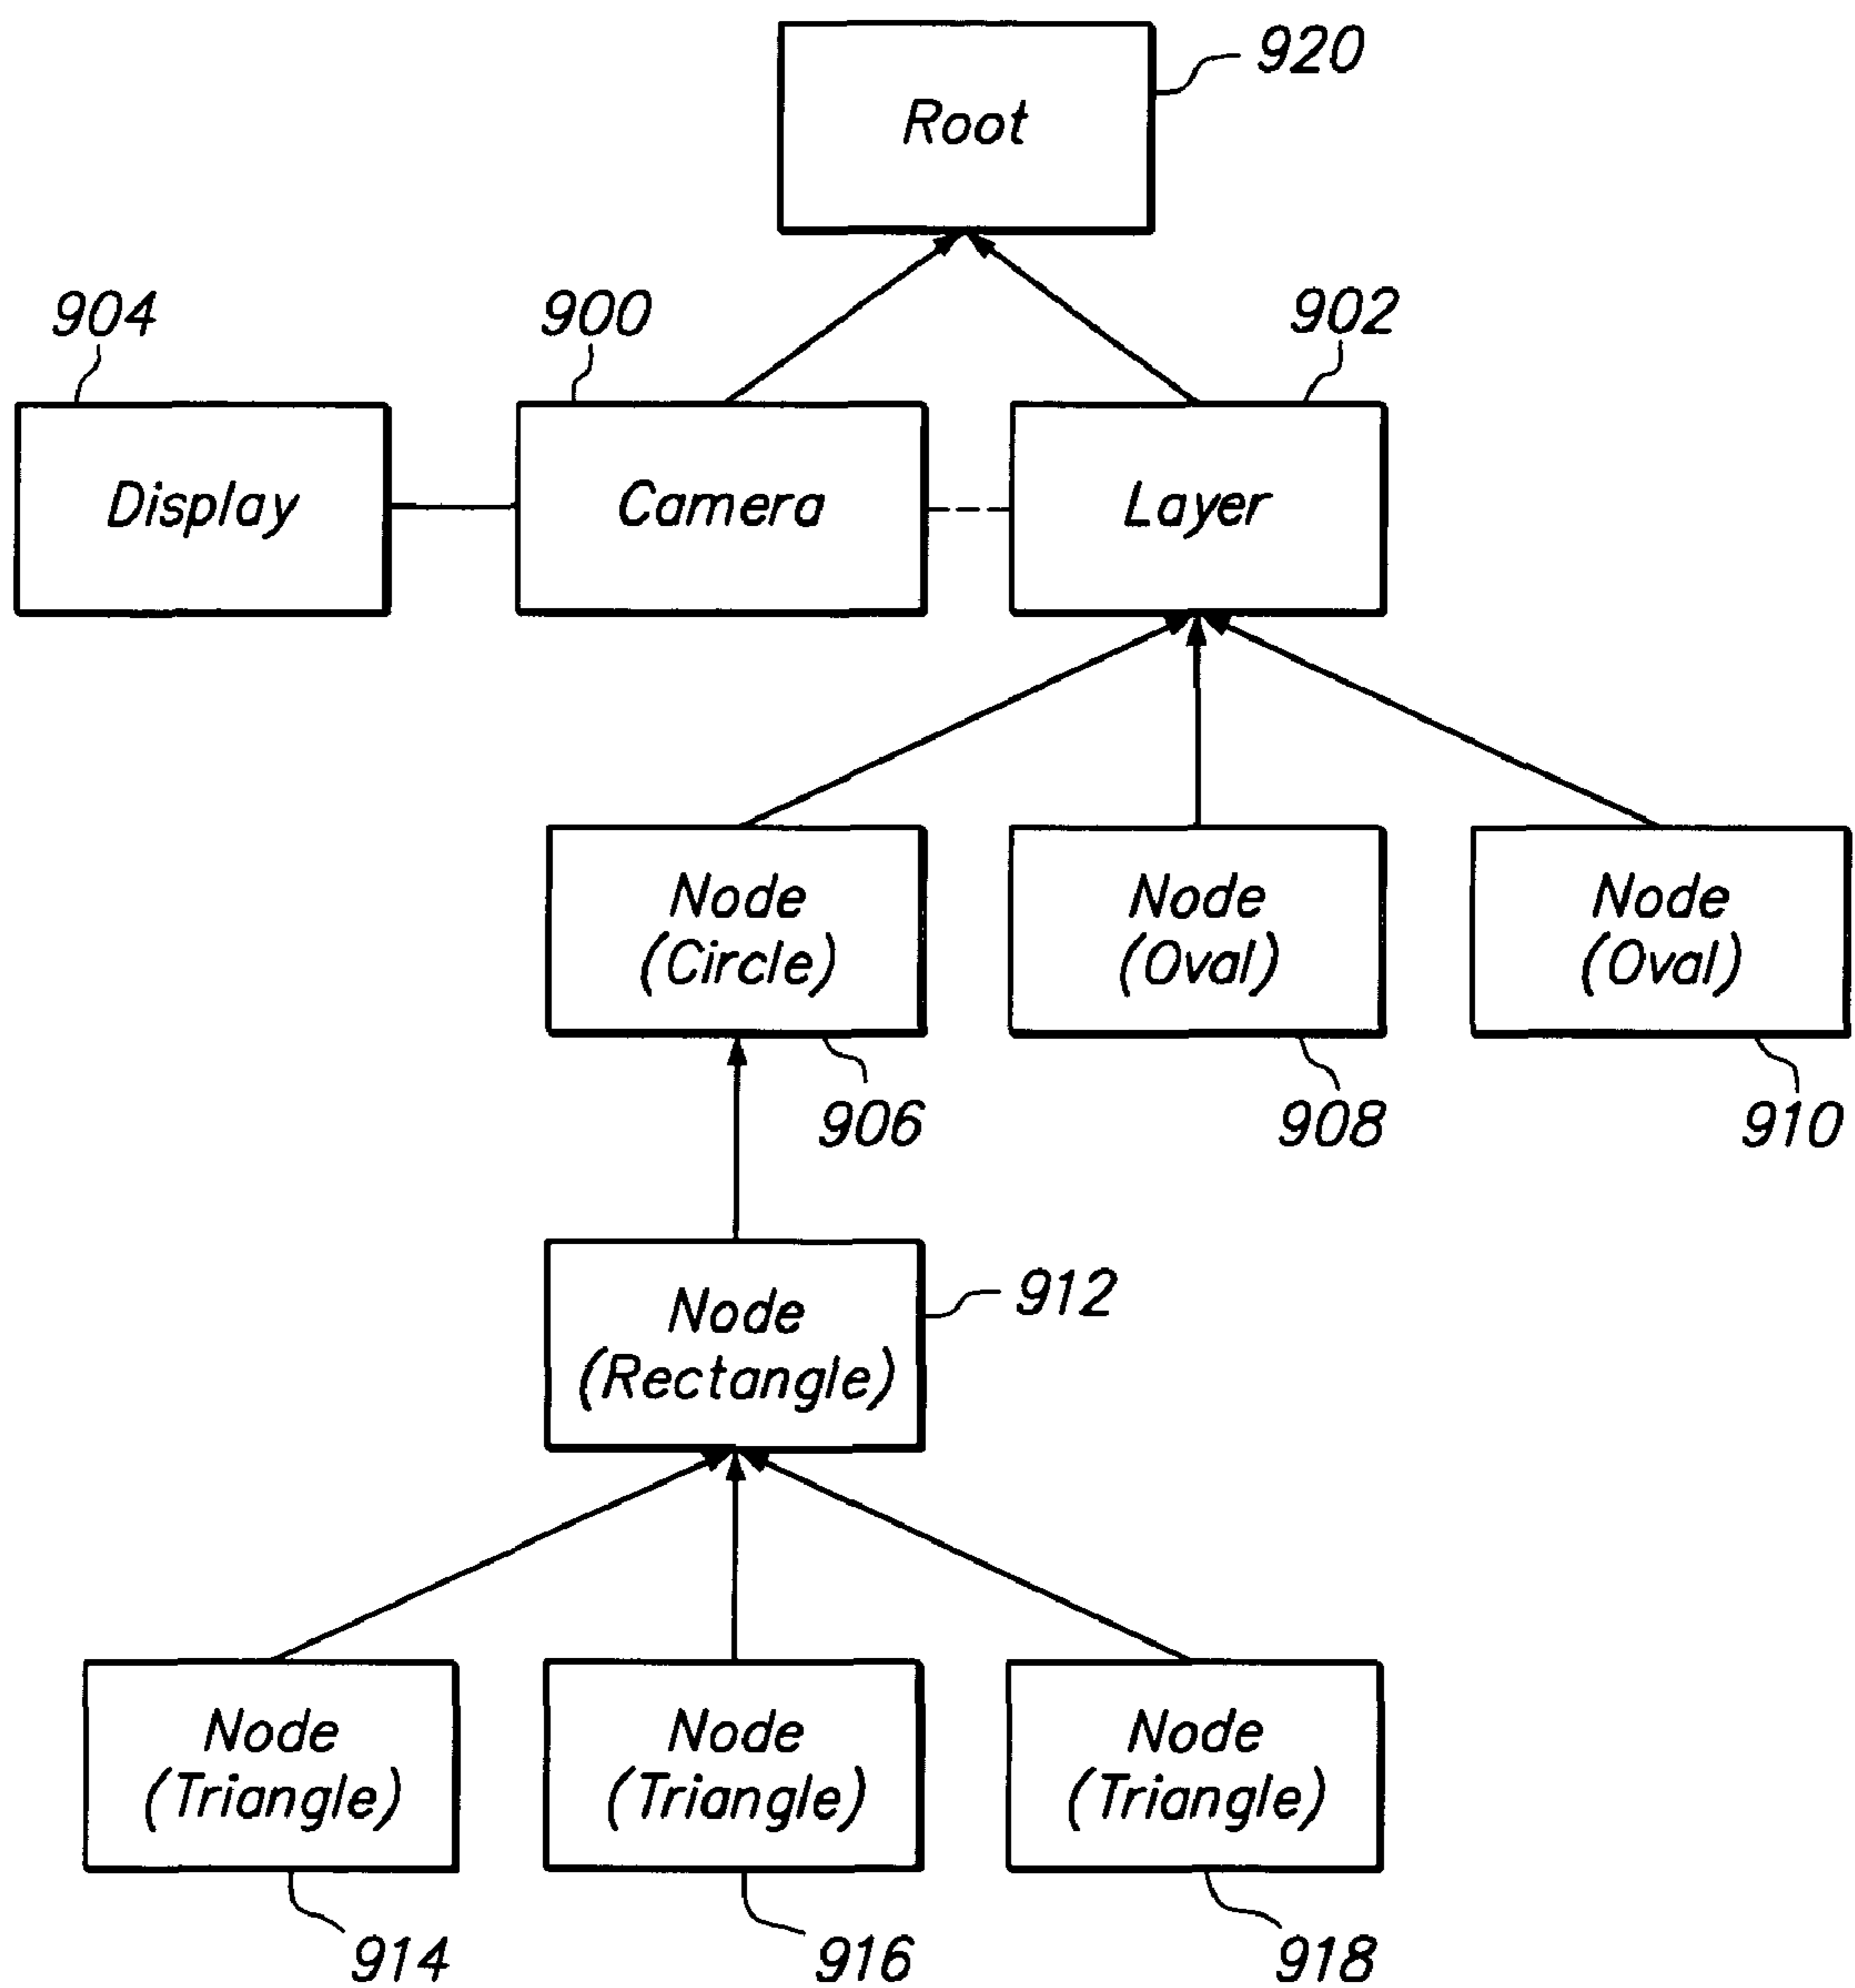 920
Root
904
900
902
Display
Camera
Layer
Node
(Circle)
Node
(Oval)
Node
(Oval)
906
908
910
Node
(Rectangle)
912
Node
(Triangle)
Node
(Triangle)
Node
(Triangle)
914
916
918